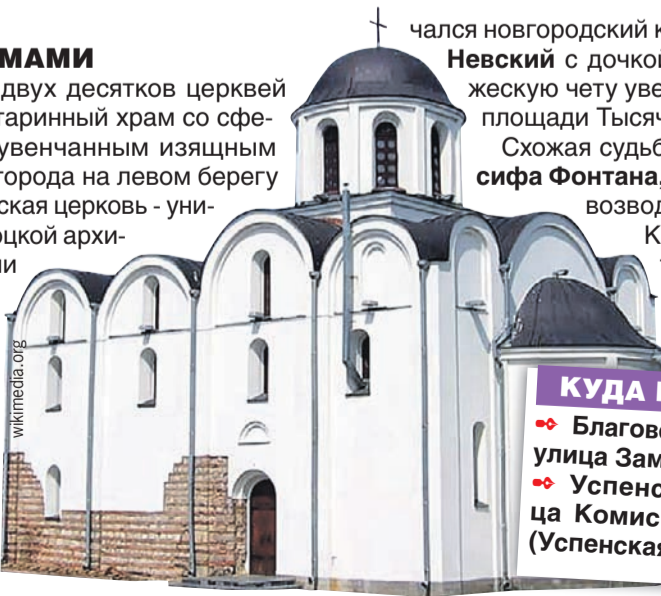 МАМИ
двух десятков церквей
таринный храм со сфе-
увенчанным изящным
города на левом берегу
ская церковь - уни-
оцкой архи-
ии
чался новгородский к
Невский с дочкой
жескую чету уве
площади Тысяч
Схожая судьб
сифа Фонтана,
возвод
К
wikimedia.org
КУДА
Благов
улица Зам
Успенс
ца Комис
(Успенская